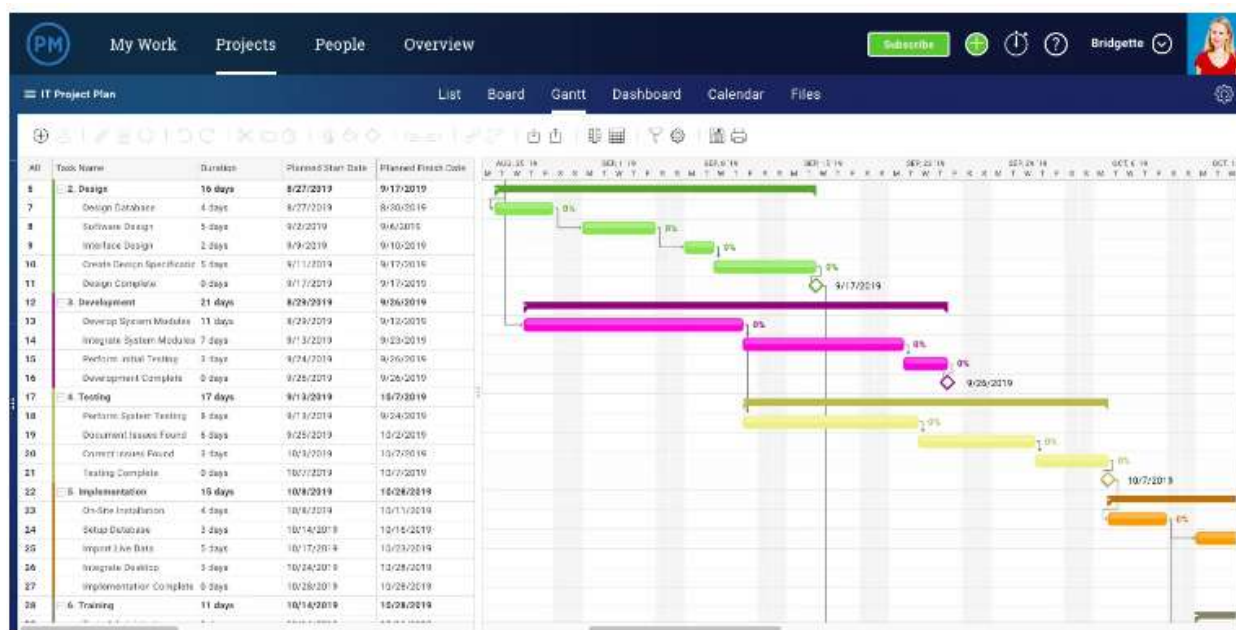 PM My Work Projects People Overview Subscribe Bridgette
IT Project Plan List Board Gantt Dashboard Calendar Files
All Task Name Duration Planned Start Date Planned Finish Date
6 2. Design 16 days 8/27/2019 9/17/2019
7 Design Database 4 days 8/27/2019 8/30/2019 0%
8 Software Design 5 days 9/2/2019 9/6/2019 0%
9 Interface Design 2 days 9/9/2019 9/10/2019 0%
10 Create Design Specificatio 5 days 9/11/2019 9/17/2019 0%
11 Design Complete 0 days 9/17/2019 9/17/2019 9/17/2019
12 3. Development 21 days 8/29/2019 9/26/2019
13 Develop System Modules 11 days 8/29/2019 9/12/2019 0%
14 Integrate System Modules 7 days 9/13/2019 9/23/2019 0%
15 Perform Initial Testing 3 days 9/24/2019 9/26/2019 0%
16 Development Complete 0 days 9/26/2019 9/26/2019 9/26/2019
17 4. Testing 17 days 9/13/2019 10/7/2019
18 Perform System Testing 8 days 9/13/2019 9/24/2019 0%
19 Document Issues Found 6 days 9/25/2019 10/2/2019 0%
20 Correct Issues Found 3 days 10/3/2019 10/7/2019 0%
21 Testing Complete 0 days 10/7/2019 10/7/2019 10/7/2019
22 5. Implementation 15 days 10/8/2019 10/28/2019
23 On-Site Installation 4 days 10/8/2019 10/11/2019 0%
24 Setup Database 3 days 10/14/2019 10/16/2019
25 Import Live Data 5 days 10/17/2019 10/23/2019
26 Integrate Desktop 3 days 10/24/2019 10/28/2019
27 Implementation Complete 0 days 10/28/2019 10/28/2019
28 6. Training 11 days 10/14/2019 10/28/2019